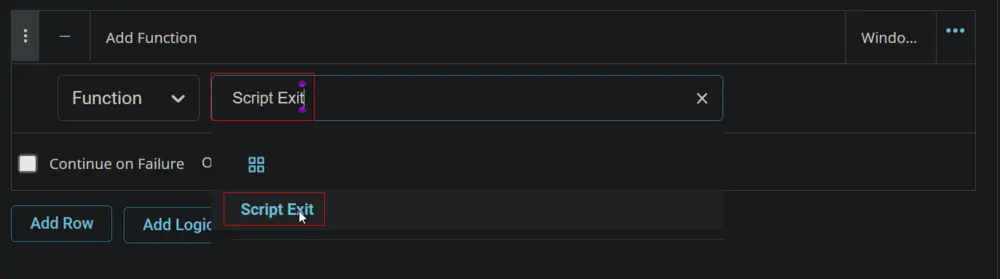 Add Function
Windo...
Function
Script Exit
Continue on Failure O
Script Exit
Add Row
Add Logic